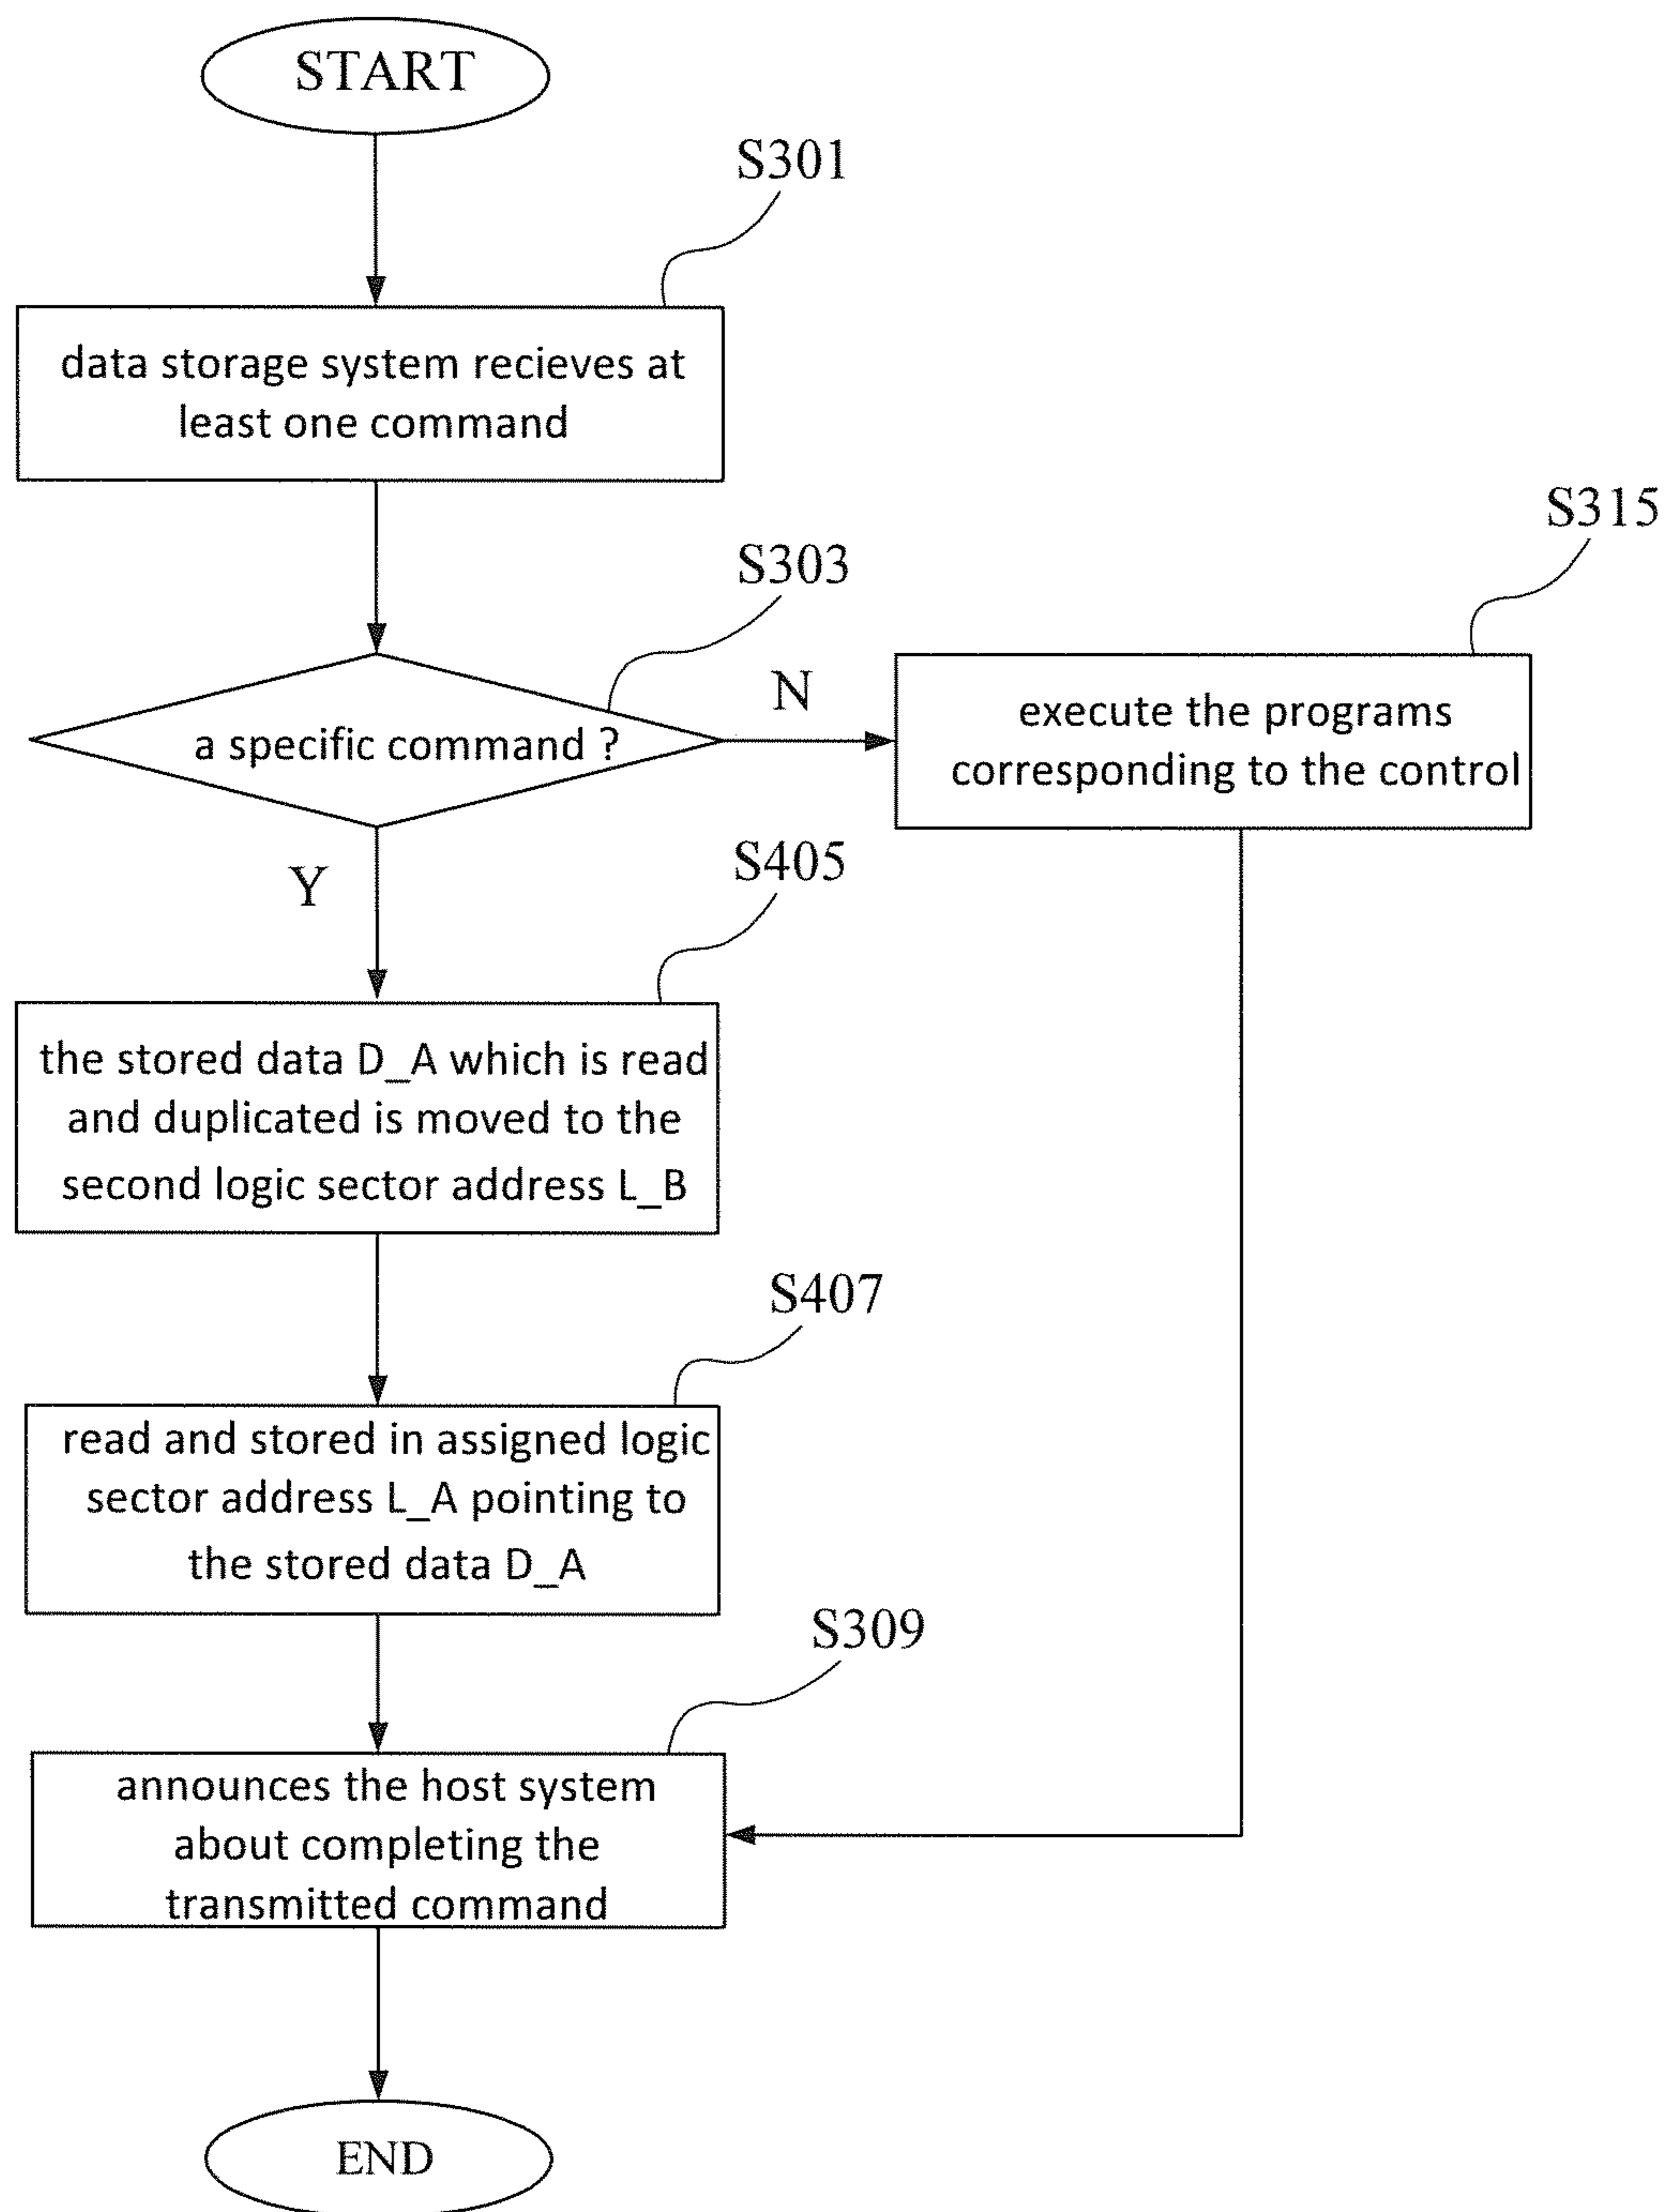 START
S301
data storage system recieves at
least one command
S303
a specific command ?
N
S315
execute the programs
corresponding to the control
Y
S405
the stored data D_A which is read
and duplicated is moved to the
second logic sector address L_B
S407
read and stored in assigned logic
sector address L_A pointing to
the stored data D_A
S309
announces the host system
about completing the
transmitted command
END